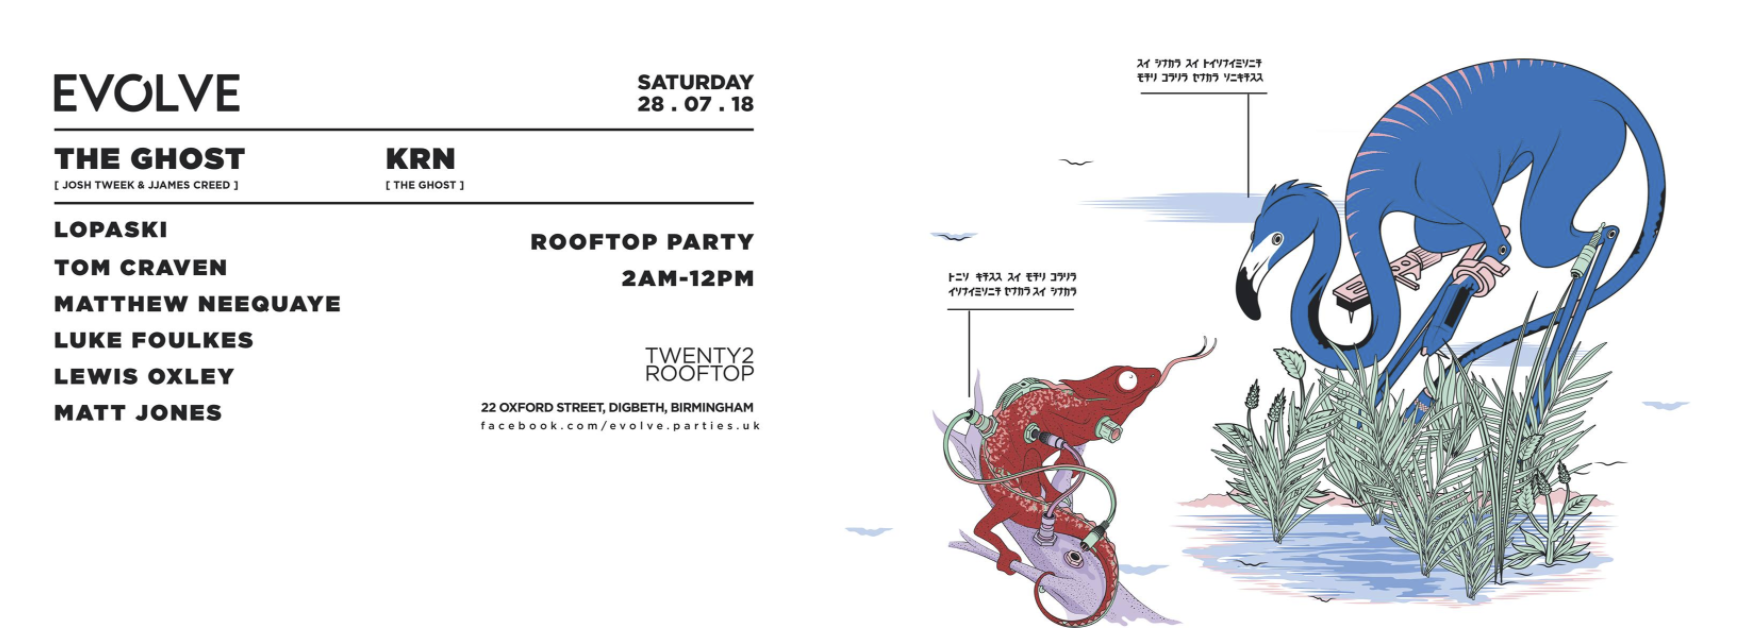 EVOLVE
SATURDAY
28 . 07 . 18
THE GHOST
[ JOSH TWEEK & JJAMES CREED ]
KRN
[ THE GHOST ]
LOPASKI
TOM CRAVEN
MATTHEW NEEQUAYE
LUKE FOULKES
LEWIS OXLEY
MATT JONES
ROOFTOP PARTY
2AM-12PM
TWENTY2
ROOFTOP
22 OXFORD STREET, DIGBETH, BIRMINGHAM
facebook.com/evolve.parties.uk